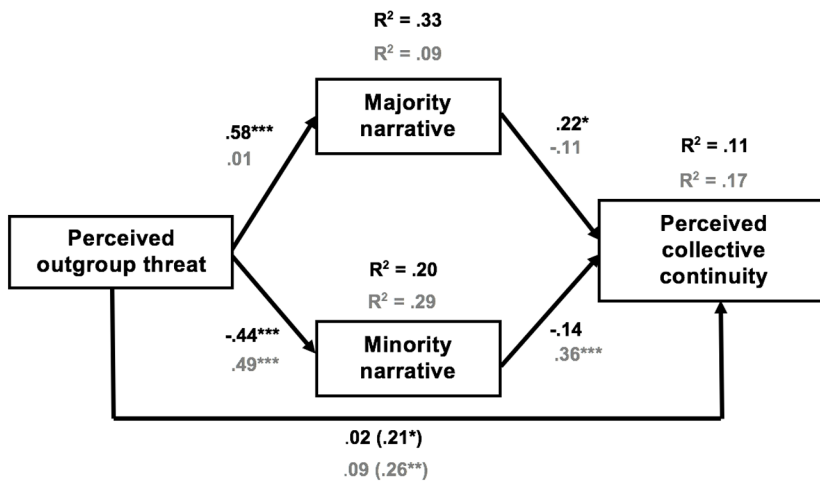 R² = .33
R² = .09
Majority
narrative
.58***
.01
.22*
-.11
R² = .11
R² = .17
Perceived
outgroup threat
Perceived
collective
continuity
R² = .20
R² = .29
-.44***
.49***
Minority
narrative
-.14
.36***
.02 (.21*)
.09 (.26**)